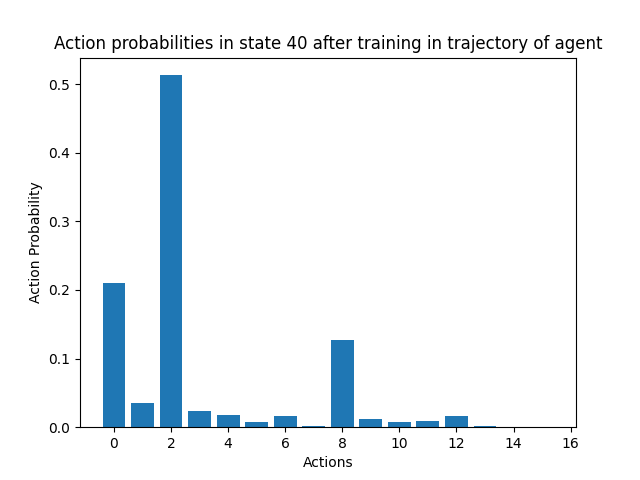 Action probabilities in state 40 after training in trajectory of agent
0.5
0.4
0.3
0.2
0.1
0.0
Action Probability
0 2 4 6 8 10 12 14 16
Actions